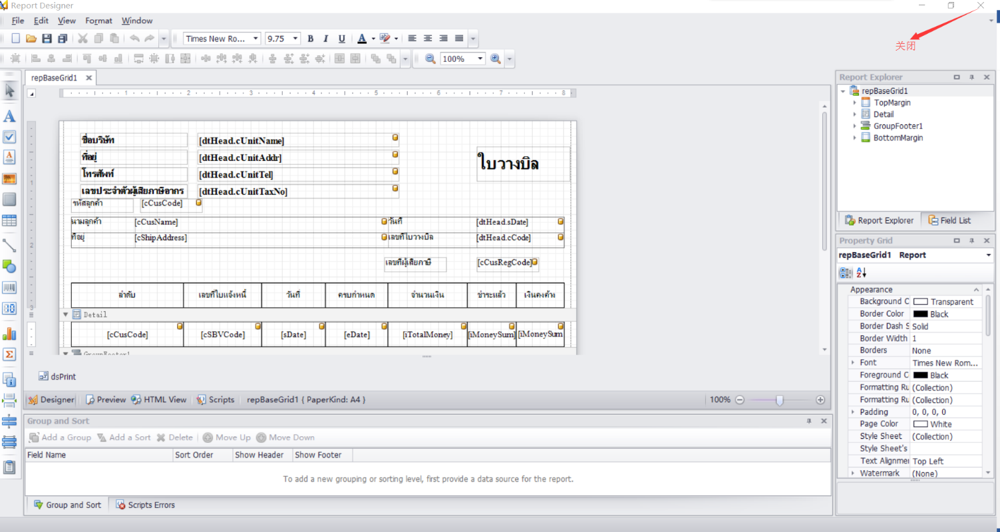 Report Designer
File Edit View Format Window
关闭
Times New Ro... 9.75 B I U A
100%
repBaseGrid1
1 2 3 4 5 6 7 8
ชื่อบริษัท [dtHead.cUnitName]
ที่อยู่ [dtHead.cUnitAddr]
ใบวางบิล
โทรศัพท์ [dtHead.cUnitTel]
เลขประจำตัวผู้เสียภาษีอากร [dtHead.cUnitTaxNo]
รหัสลูกค้า [cCusCode]
นามลูกค้า [cCusName] วันที่ [dtHead.sDate]
ที่อยู่ [cShipAddress] เลขที่ใบวางบิล [dtHead.cCode]
เลขที่ผู้เสียภาษี [cCusRegCode]
ลำดับ เลขที่ใบแจ้งหนี้ วันที่ ครบกำหนด จำนวนเงิน ชำระแล้ว เงินคงค้าง
Detail
[cCusCode] [cSBVCode] [sDate] [eDate] [iTotalMoney] [iMoneySum] [iMoneySum
GroupFooter1
dsPrint
Designer Preview HTML View Scripts repBaseGrid1 { PaperKind: A4 } 100%
Group and Sort
Add a Group Add a Sort Delete Move Up Move Down
Field Name Sort Order Show Header Show Footer
To add a new grouping or sorting level, first provide a data source for the report.
Group and Sort Scripts Errors
Report Explorer
repBaseGrid1
TopMargin
Detail
GroupFooter1
BottomMargin
Report Explorer Field List
Property Grid
repBaseGrid1 Report
Appearance
Background C Transparent
Border Color Black
Border Dash S Solid
Border Width 1
Borders None
Font Times New Rom...
Foreground C Black
Formatting Ru (Collection)
Formatting Ru (Collection)
Padding 0, 0, 0, 0
Page Color White
Style Sheet (Collection)
Style Sheet's
Text Alignmer Top Left
Watermark (None)